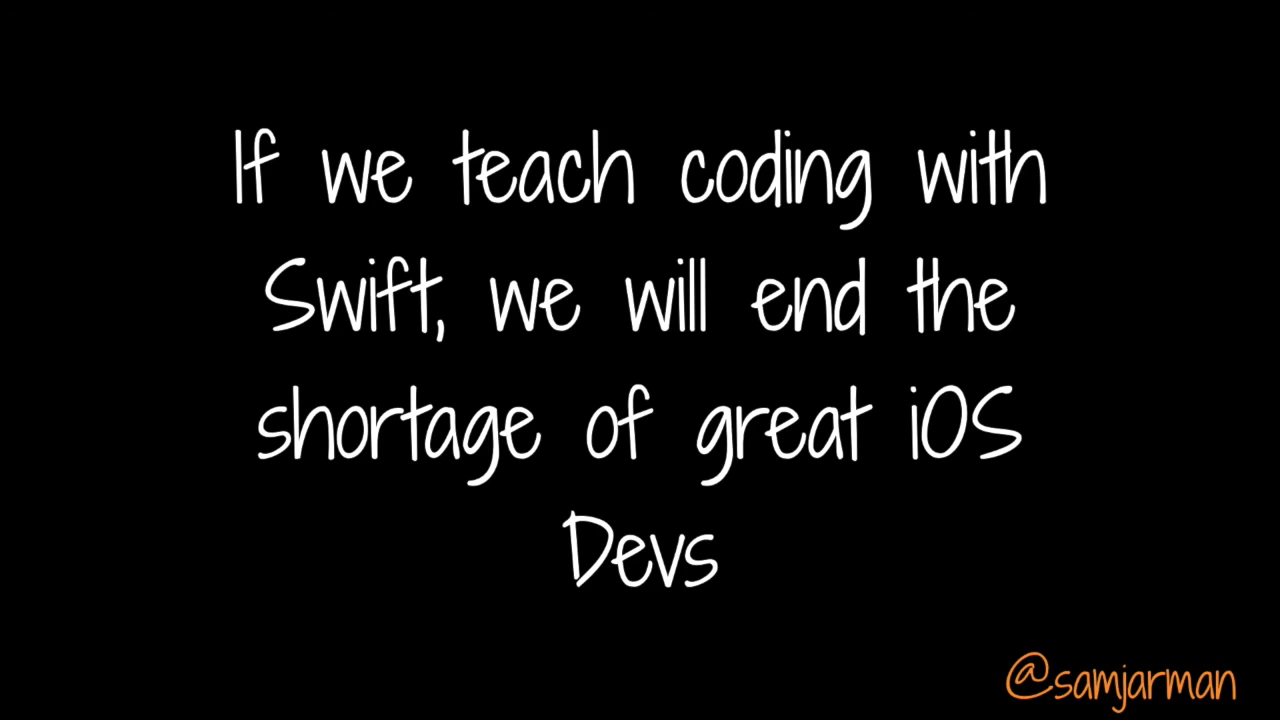 If we teach coding with
Swift, we will end the
shortage of great iOS
Devs
@samjarman